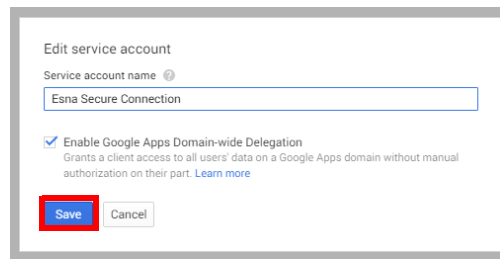 Edit service account
Service account name ?
Esna Secure Connection
Enable Google Apps Domain-wide Delegation
Grants a client access to all users' data on a Google Apps domain without manual
authorization on their part. Learn more
Save Cancel